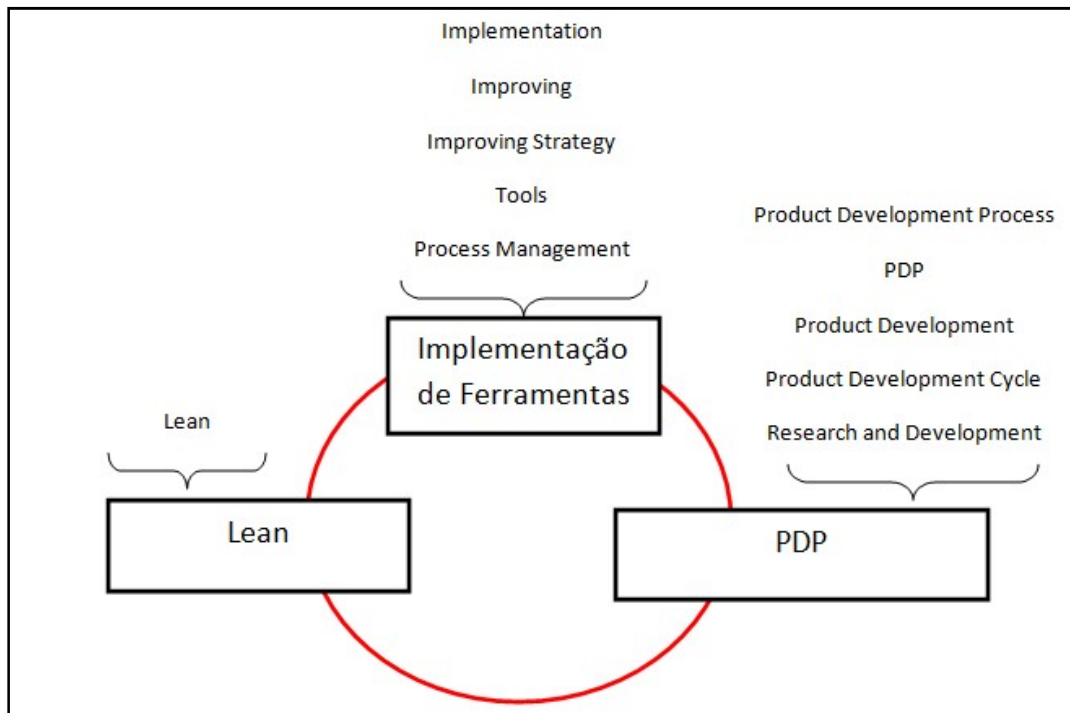 Implementation
Improving
Improving Strategy
Tools
Process Management
Implementação
de Ferramentas
Product Development Process
PDP
Product Development
Product Development Cycle
Research and Development
PDP
Lean
Lean